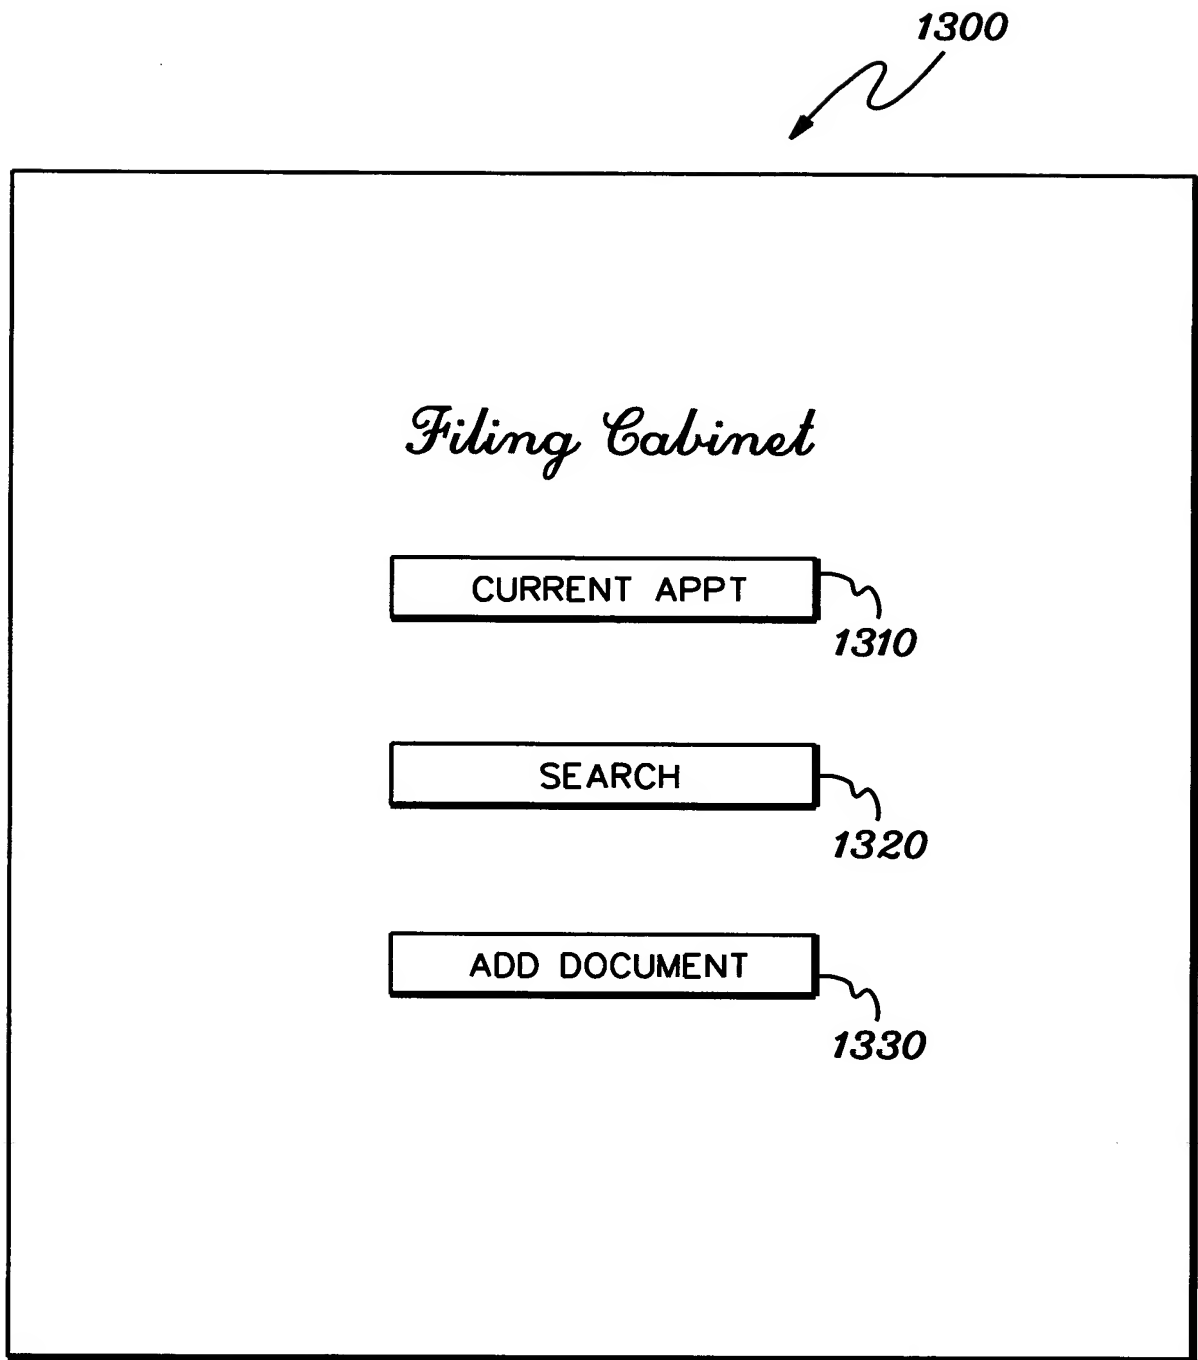 1300
Filing Cabinet
CURRENT APPT
1310
SEARCH
1320
ADD DOCUMENT
1330